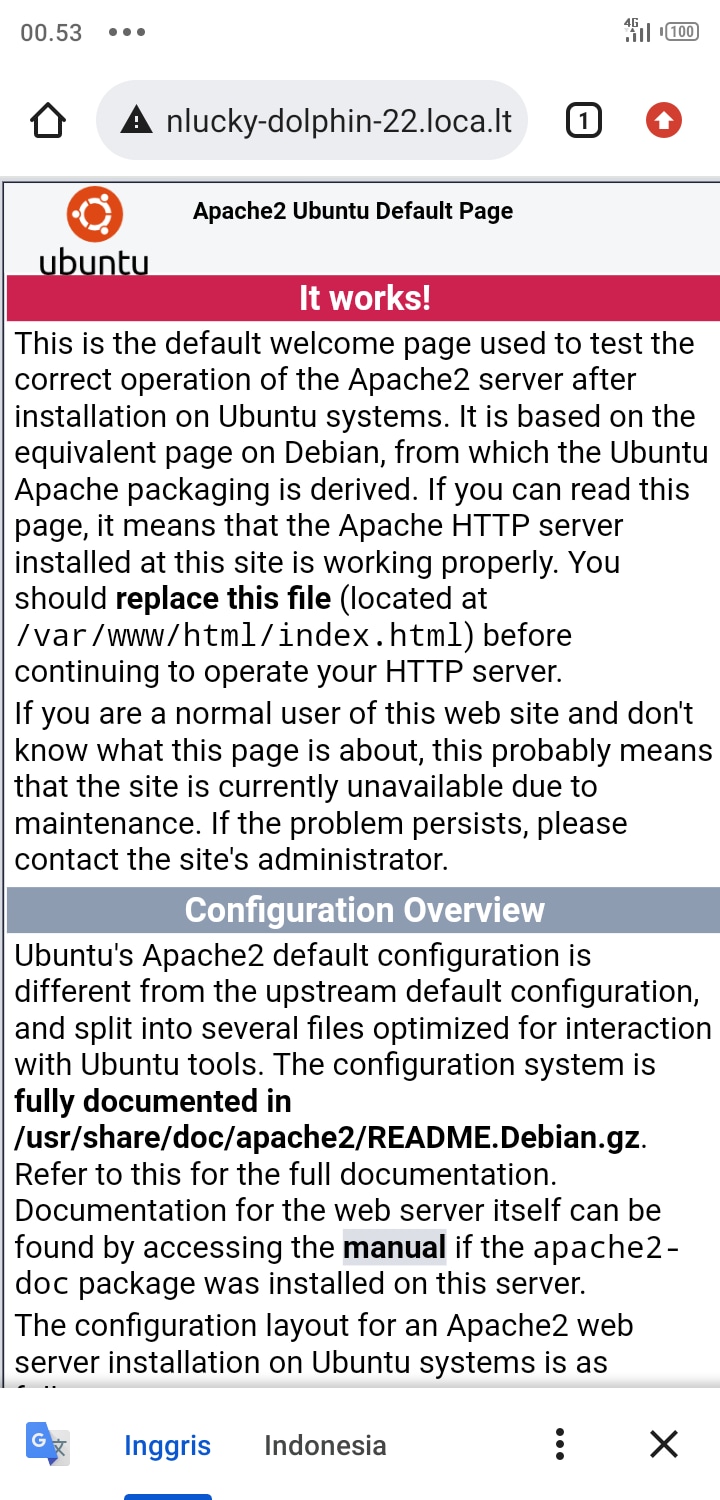 00.53
4G
100
nlucky-dolphin-22.loca.lt
1
Apache2 Ubuntu Default Page
ubuntu
It works!
This is the default welcome page used to test the
correct operation of the Apache2 server after
installation on Ubuntu systems. It is based on the
equivalent page on Debian, from which the Ubuntu
Apache packaging is derived. If you can read this
page, it means that the Apache HTTP server
installed at this site is working properly. You
should replace this file (located at
/var/www/html/index.html) before
continuing to operate your HTTP server.
If you are a normal user of this web site and don't
know what this page is about, this probably means
that the site is currently unavailable due to
maintenance. If the problem persists, please
contact the site's administrator.
Configuration Overview
Ubuntu's Apache2 default configuration is
different from the upstream default configuration,
and split into several files optimized for interaction
with Ubuntu tools. The configuration system is
fully documented in
/usr/share/doc/apache2/README.Debian.gz.
Refer to this for the full documentation.
Documentation for the web server itself can be
found by accessing the manual if the apache2-
doc package was installed on this server.
The configuration layout for an Apache2 web
server installation on Ubuntu systems is as
G 文
Inggris
Indonesia